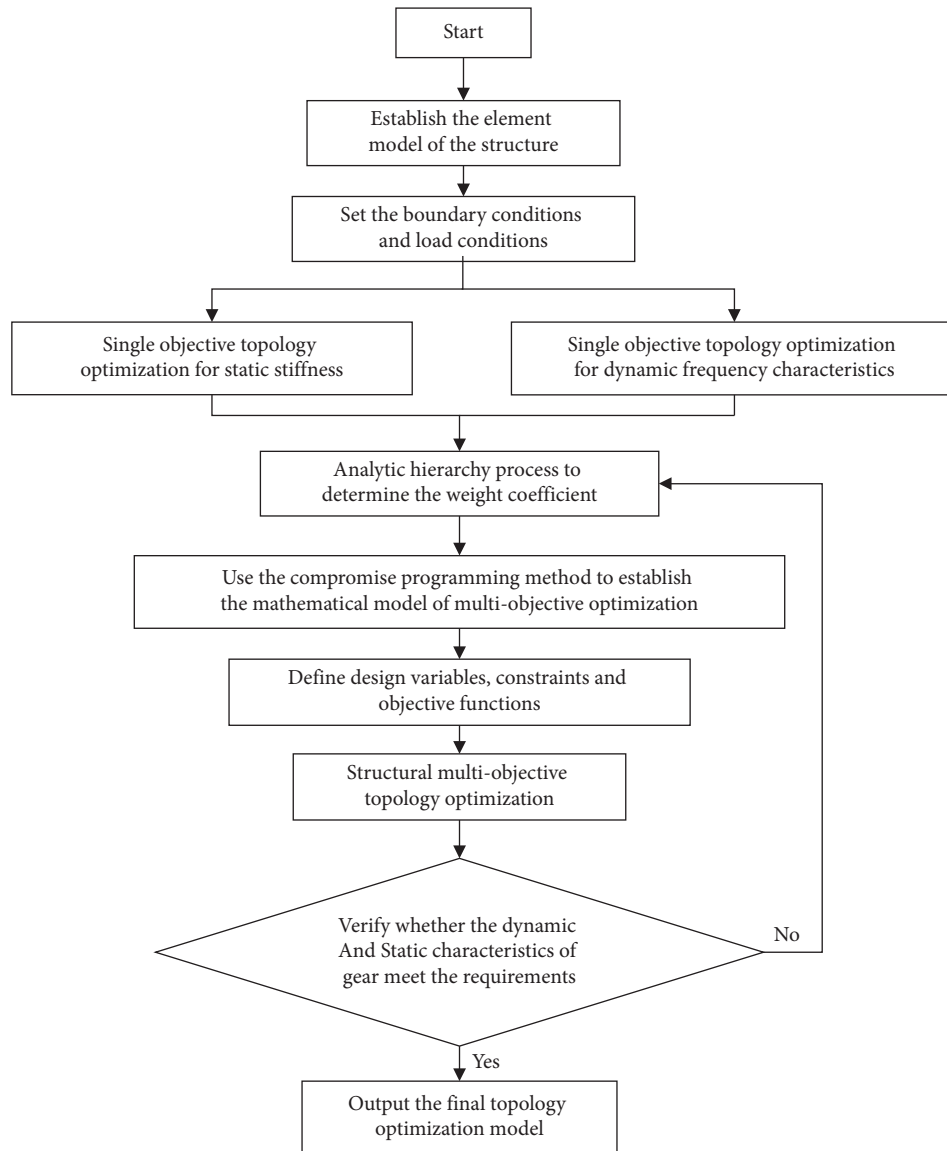 Start
Establish the element
model of the structure
Set the boundary conditions
and load conditions
Single objective topology
optimization for static stiffness
Single objective topology optimization
for dynamic frequency characteristics
Analytic hierarchy process to
determine the weight coefficient
Use the compromise programming method to establish
the mathematical model of multi-objective optimization
Define design variables, constraints and
objective functions
Structural multi-objective
topology optimization
Verify whether the dynamic
And Static characteristics of
gear meet the requirements
No
Yes
Output the final topology
optimization model